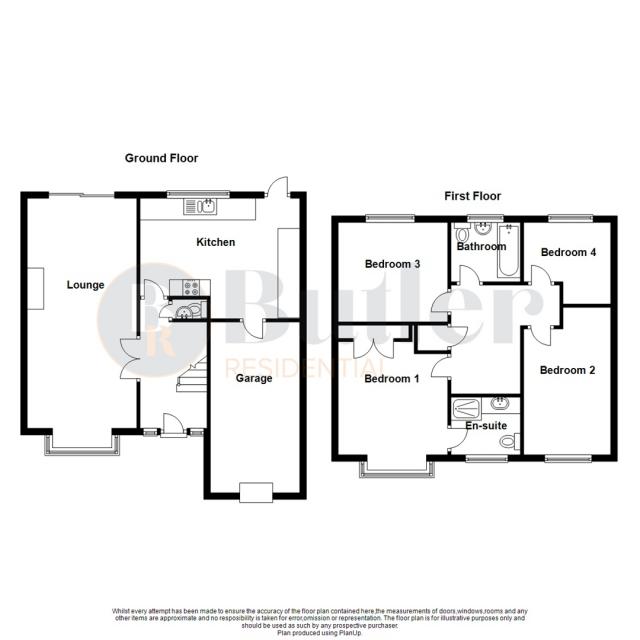 Ground Floor
First Floor
Kitchen
Lounge
Garage
Bathroom
Bedroom 4
Bedroom 3
Bedroom 1
Bedroom 2
En-suite
Butler
RESIDENTIAL
Whilst every attempt has been made to ensure the accuracy of the floor plan contained here,the measurements of doors,windows,rooms and any
other items are approximate and no resposibility is taken for error,omission or representation. The floor plan is for illustrative purposes only and
should be used as such by any prospective purchaser.
Plan produced using PlanUp.